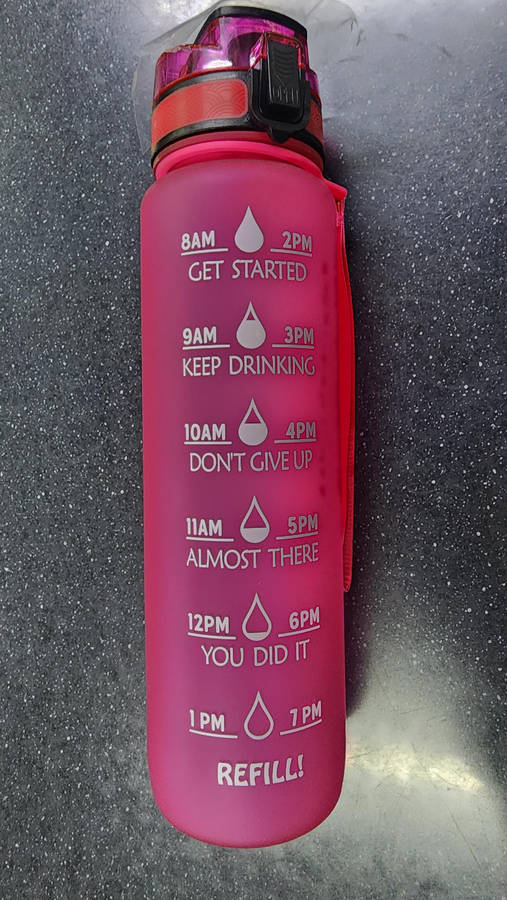 8AM 2PM
GET STARTED
9AM 3PM
KEEP DRINKING
10AM 4PM
DON'T GIVE UP
11AM 5PM
ALMOST THERE
12PM 6PM
YOU DID IT
1 PM 7 PM
REFILL!